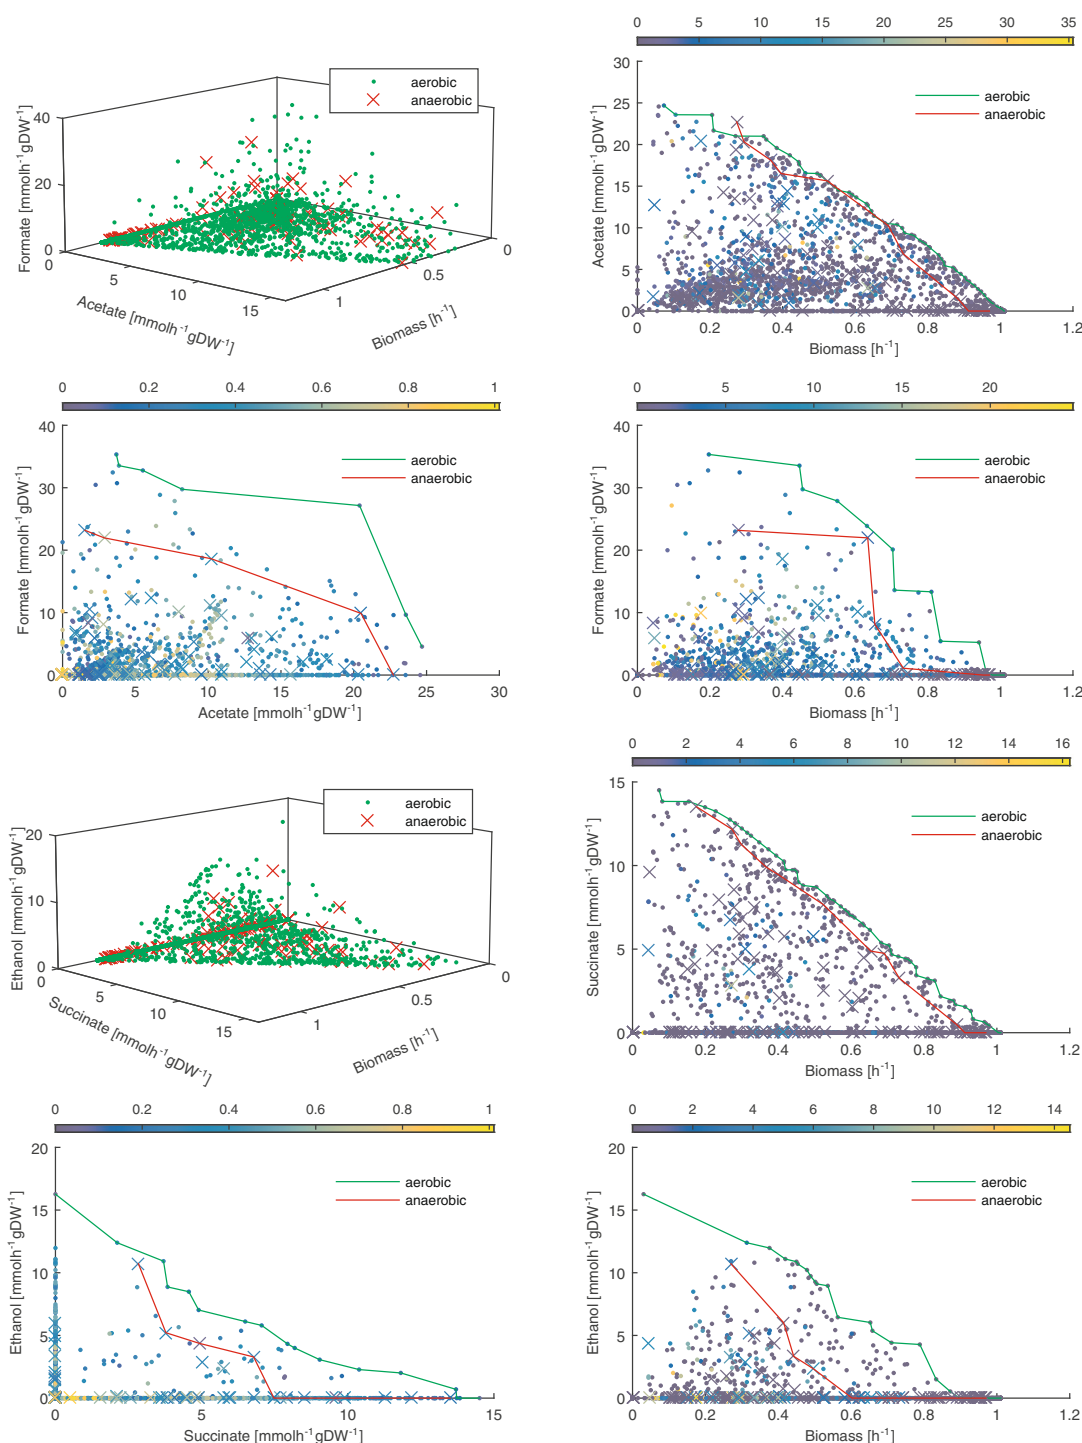 aerobic
anaerobic
Formate [mmolh⁻¹gDW⁻¹]
40
20
0
0
5
10
15
Acetate [mmolh⁻¹gDW⁻¹]
1
0.5
0
Biomass [h⁻¹]
0 5 10 15 20 25 30 35
Acetate [mmolh⁻¹gDW⁻¹]
30
25
20
15
10
5
0
aerobic
anaerobic
0 0.2 0.4 0.6 0.8 1 1.2
Biomass [h⁻¹]
0 0.2 0.4 0.6 0.8 1
Formate [mmolh⁻¹gDW⁻¹]
40
30
20
10
0
aerobic
anaerobic
0 5 10 15 20 25 30
Acetate [mmolh⁻¹gDW⁻¹]
0 5 10 15 20
Formate [mmolh⁻¹gDW⁻¹]
40
30
20
10
0
aerobic
anaerobic
0 0.2 0.4 0.6 0.8 1 1.2
Biomass [h⁻¹]
aerobic
anaerobic
Ethanol [mmolh⁻¹gDW⁻¹]
20
10
0
0
5
10
15
Succinate [mmolh⁻¹gDW⁻¹]
1
0.5
0
Biomass [h⁻¹]
0 2 4 6 8 10 12 14 16
Succinate [mmolh⁻¹gDW⁻¹]
15
10
5
0
aerobic
anaerobic
0 0.2 0.4 0.6 0.8 1 1.2
Biomass [h⁻¹]
0 0.2 0.4 0.6 0.8 1
Ethanol [mmolh⁻¹gDW⁻¹]
20
15
10
5
0
aerobic
anaerobic
0 5 10 15
Succinate [mmolh⁻¹gDW⁻¹]
0 2 4 6 8 10 12 14
Ethanol [mmolh⁻¹gDW⁻¹]
20
15
10
5
0
aerobic
anaerobic
0 0.2 0.4 0.6 0.8 1 1.2
Biomass [h⁻¹]